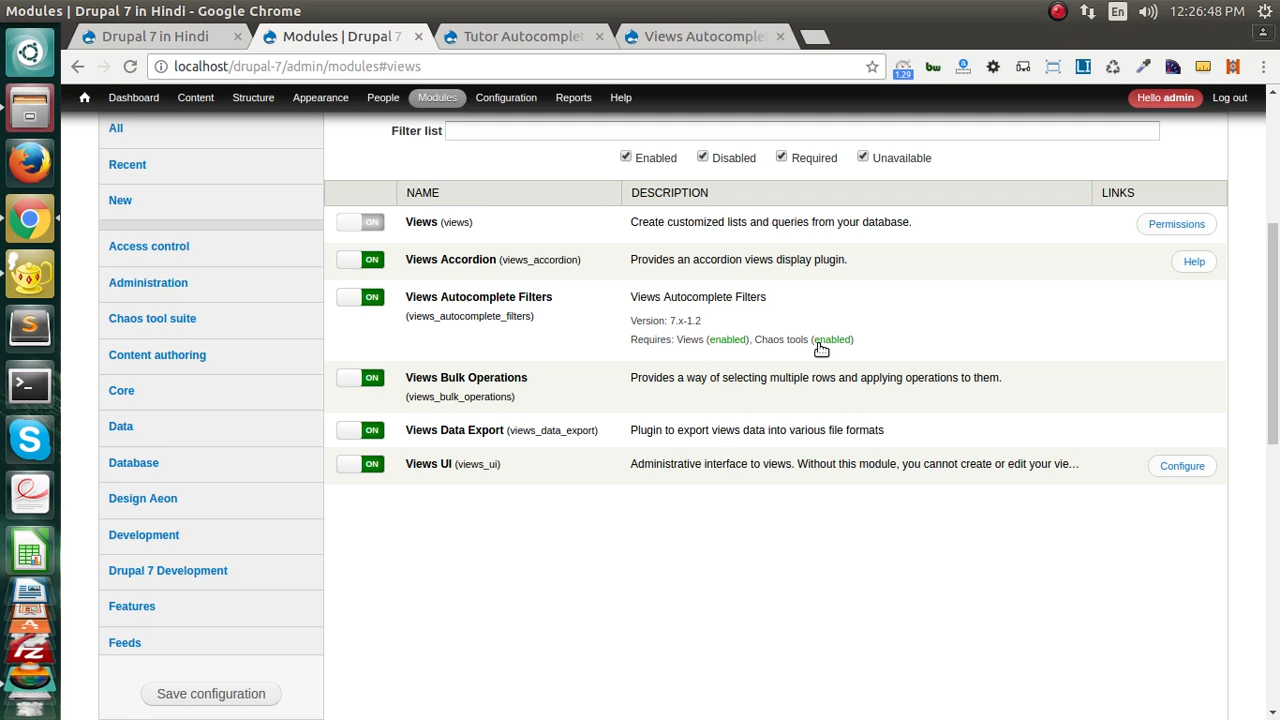 Modules | Drupal 7 in Hindi - Google Chrome
En
12:26:48 PM
Drupal 7 in Hindi
Modules | Drupal 7
Tutor Autocomplet
Views Autocomple
localhost/drupal-7/admin/modules#views
1.29
bw
Dashboard
Content
Structure
Appearance
People
Modules
Configuration
Reports
Help
Hello admin
Log out
All
Recent
New
Access control
Administration
Chaos tool suite
Content authoring
Core
Data
Database
Design Aeon
Development
Drupal 7 Development
Features
Feeds
Save configuration
Filter list
Enabled
Disabled
Required
Unavailable
NAME
DESCRIPTION
LINKS
ON
Views (views)
Create customized lists and queries from your database.
Permissions
ON
Views Accordion (views_accordion)
Provides an accordion views display plugin.
Help
ON
Views Autocomplete Filters
(views_autocomplete_filters)
Views Autocomplete Filters
Version: 7.x-1.2
Requires: Views (enabled), Chaos tools (enabled)
ON
Views Bulk Operations
(views_bulk_operations)
Provides a way of selecting multiple rows and applying operations to them.
ON
Views Data Export (views_data_export)
Plugin to export views data into various file formats
ON
Views UI (views_ui)
Administrative interface to views. Without this module, you cannot create or edit your vie…
Configure